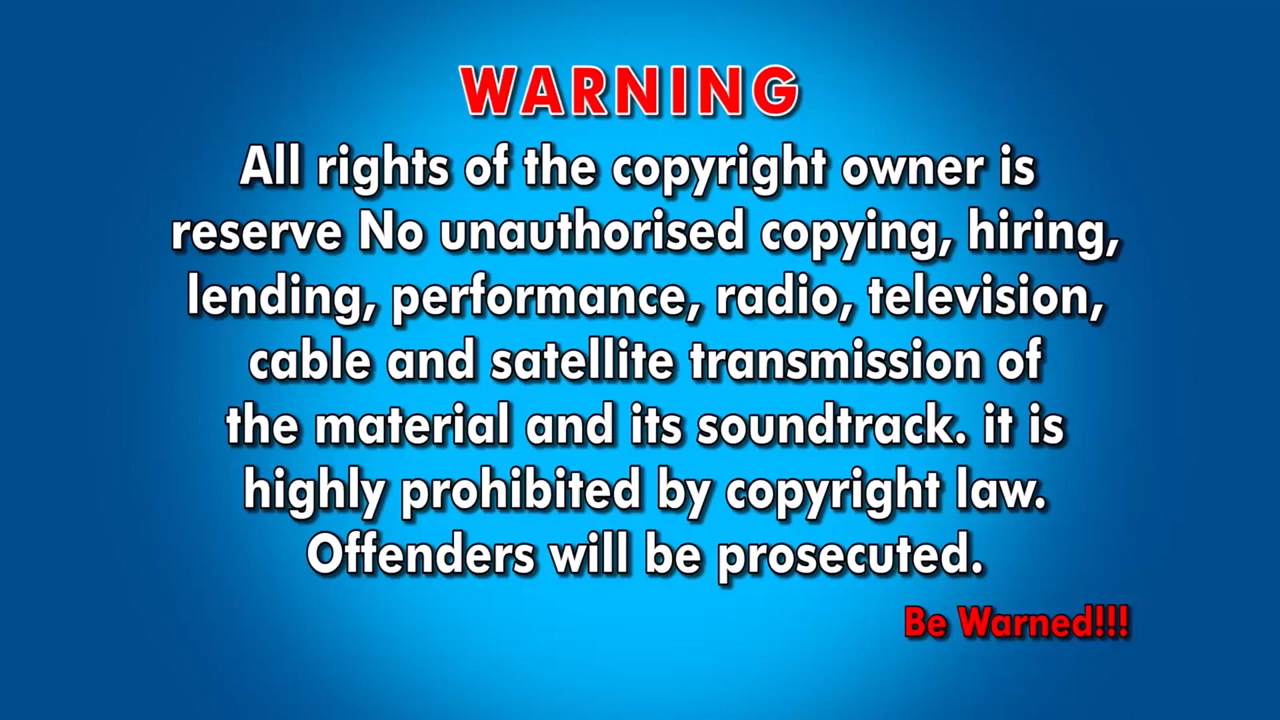 WARNING
All rights of the copyright owner is
reserve No unauthorised copying, hiring,
lending, performance, radio, television,
cable and satellite transmission of
the material and its soundtrack. it is
highly prohibited by copyright law.
Offenders will be prosecuted.
Be Warned!!!